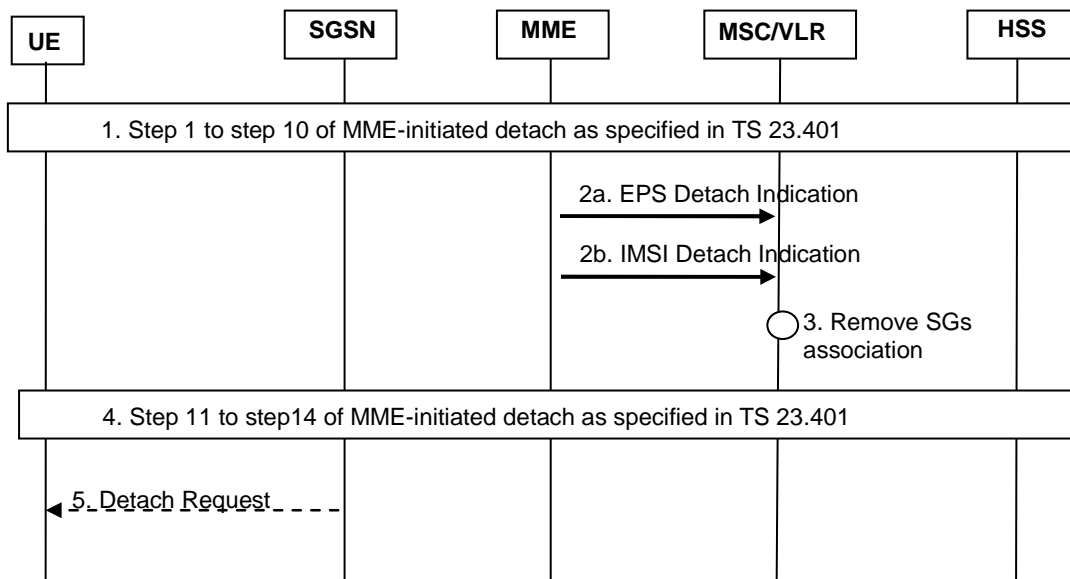 UE
SGSN
MME
MSC/VLR
HSS
1. Step 1 to step 10 of MME-initiated detach as specified in TS 23.401
2a. EPS Detach Indication
2b. IMSI Detach Indication
3. Remove SGs
association
4. Step 11 to step14 of MME-initiated detach as specified in TS 23.401
5. Detach Request